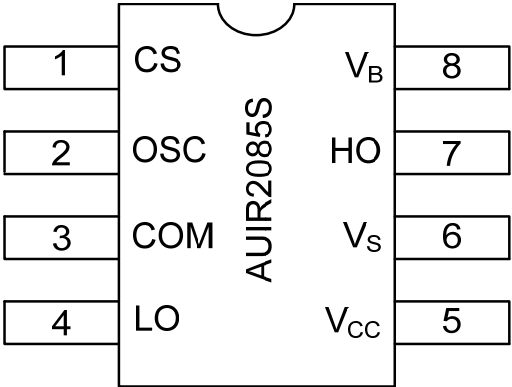 1 CS V_B 8
2 OSC HO 7
3 COM V_S 6
4 LO V_CC 5
AUIR2085S